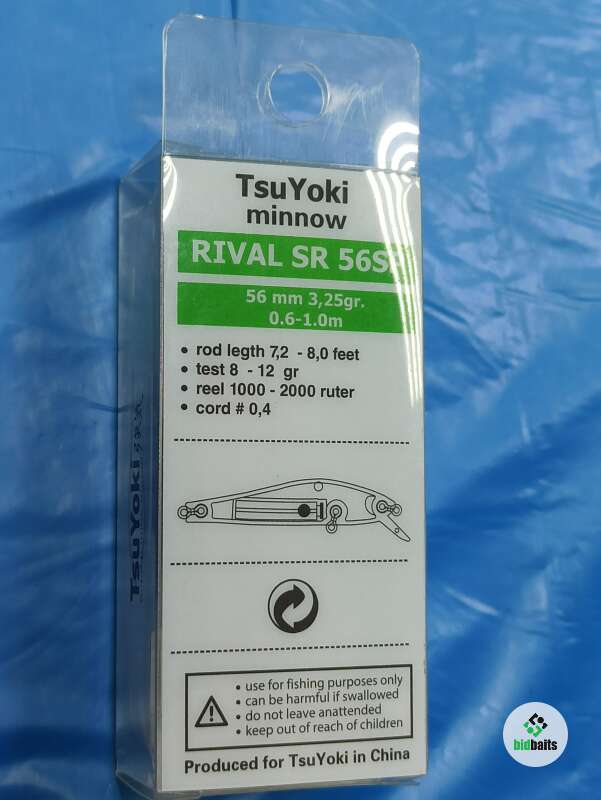 TsuYoki
minnow
RIVAL SR 56S
56 mm 3,25gr.
0.6-1.0m
• rod legth 7,2 - 8,0 feet
• test 8 - 12 gr
• reel 1000 - 2000 ruter
• cord # 0,4
TsuYoki
• use for fishing purposes only
• can be harmful if swallowed
• do not leave anattended
• keep out of reach of children
Produced for TsuYoki in China
bidbaits